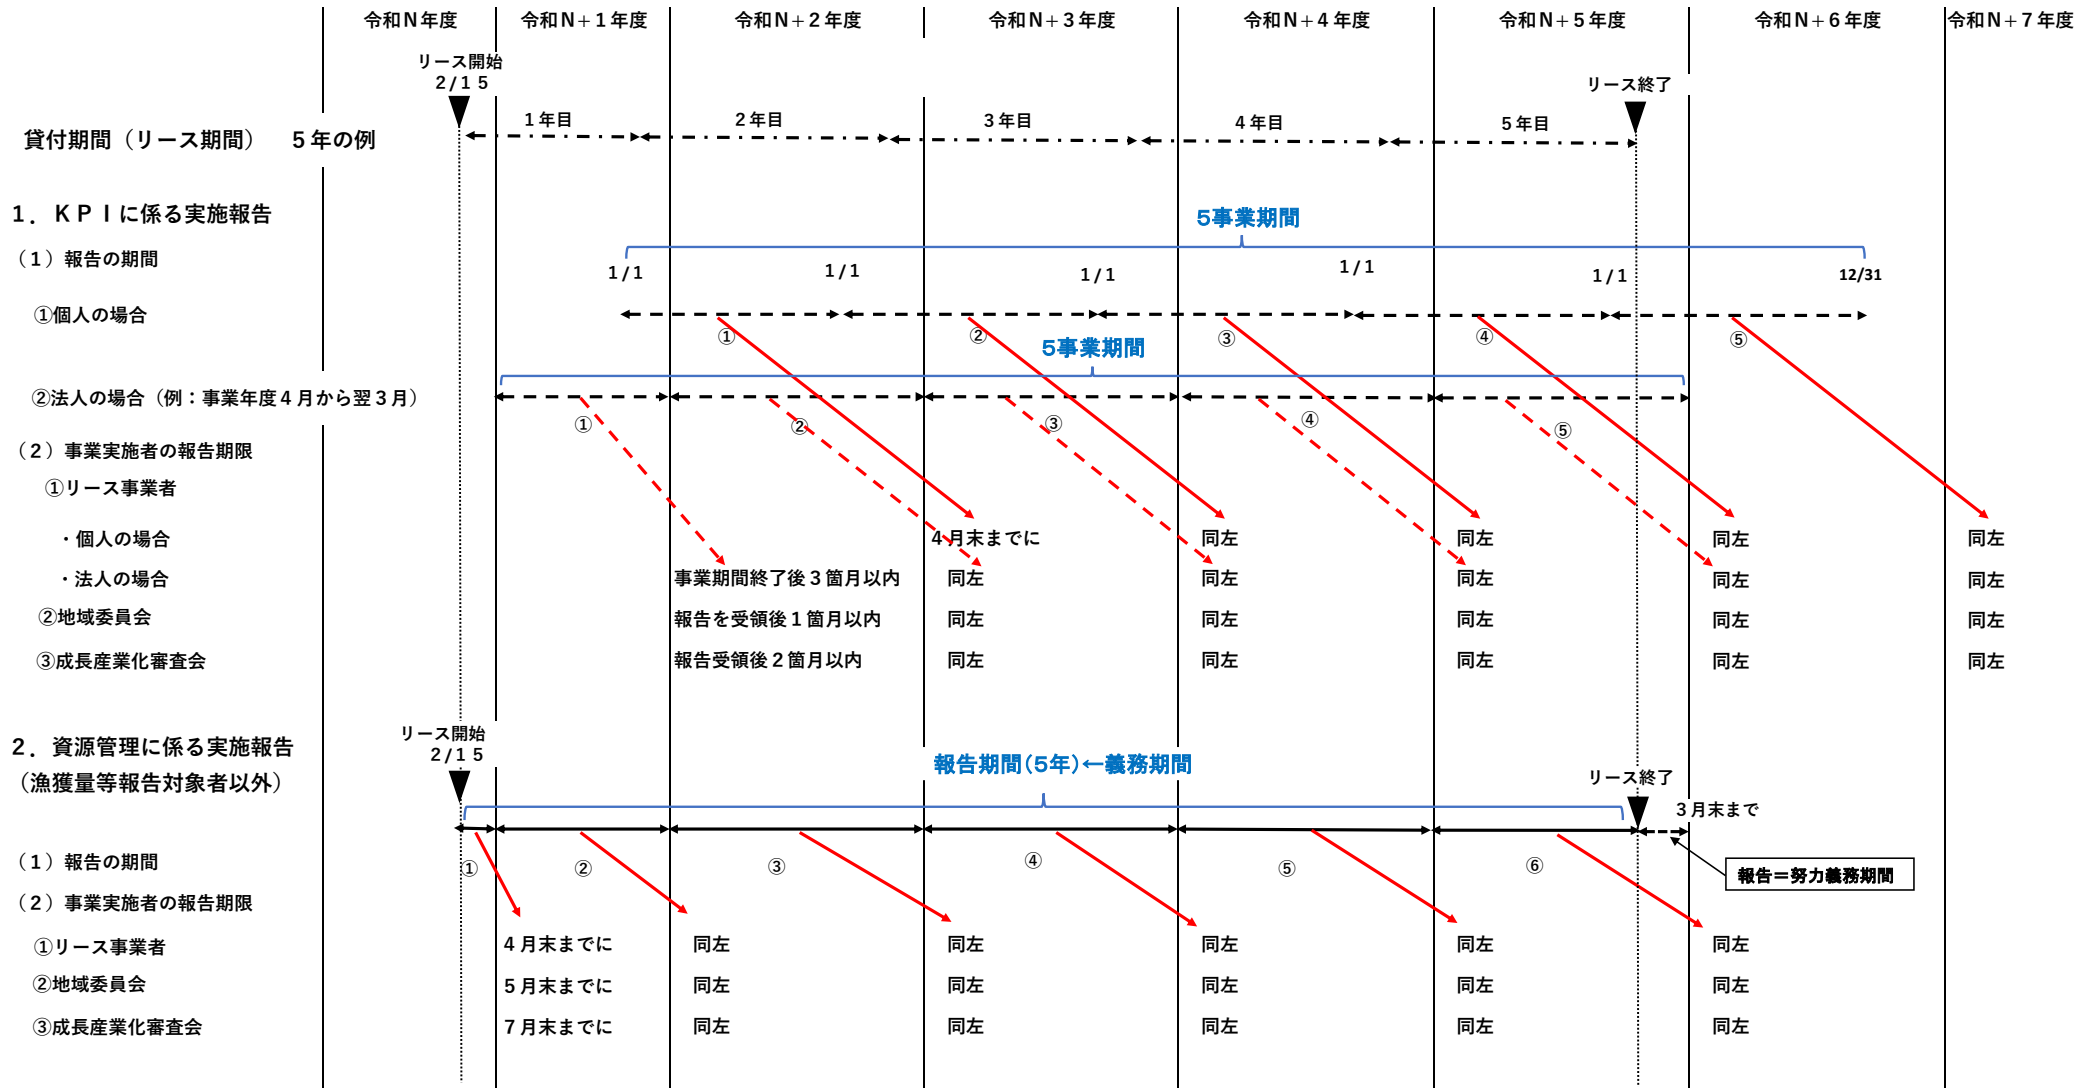 令和N年度 令和N+1年度 令和N+2年度 令和N+3年度 令和N+4年度 令和N+5年度 令和N+6年度 令和N+7年度
リース開始
2/15
リース終了
貸付期間(リース期間) 5年の例
1年目 2年目 3年目 4年目 5年目
1.KPIに係る実施報告
5事業期間
(1)報告の期間
1/1 1/1 1/1 1/1 1/1 12/31
①個人の場合
① ② ③ ④ ⑤
5事業期間
②法人の場合(例:事業年度4月から翌3月)
① ② ③ ④ ⑤
(2)事業実施者の報告期限
①リース事業者
・個人の場合 4月末までに 同左 同左 同左 同左
・法人の場合 事業期間終了後3箇月以内 同左 同左 同左 同左 同左
②地域委員会 報告を受領後1箇月以内 同左 同左 同左 同左 同左
③成長産業化審査会 報告受領後2箇月以内 同左 同左 同左 同左 同左
リース開始
2/15
2.資源管理に係る実施報告
(漁獲量等報告対象者以外)
報告期間(5年)←義務期間
リース終了
3月末まで
(1)報告の期間
① ② ③ ④ ⑤ ⑥
報告=努力義務期間
(2)事業実施者の報告期限
①リース事業者 4月末までに 同左 同左 同左 同左 同左
②地域委員会 5月末までに 同左 同左 同左 同左 同左
③成長産業化審査会 7月末までに 同左 同左 同左 同左 同左